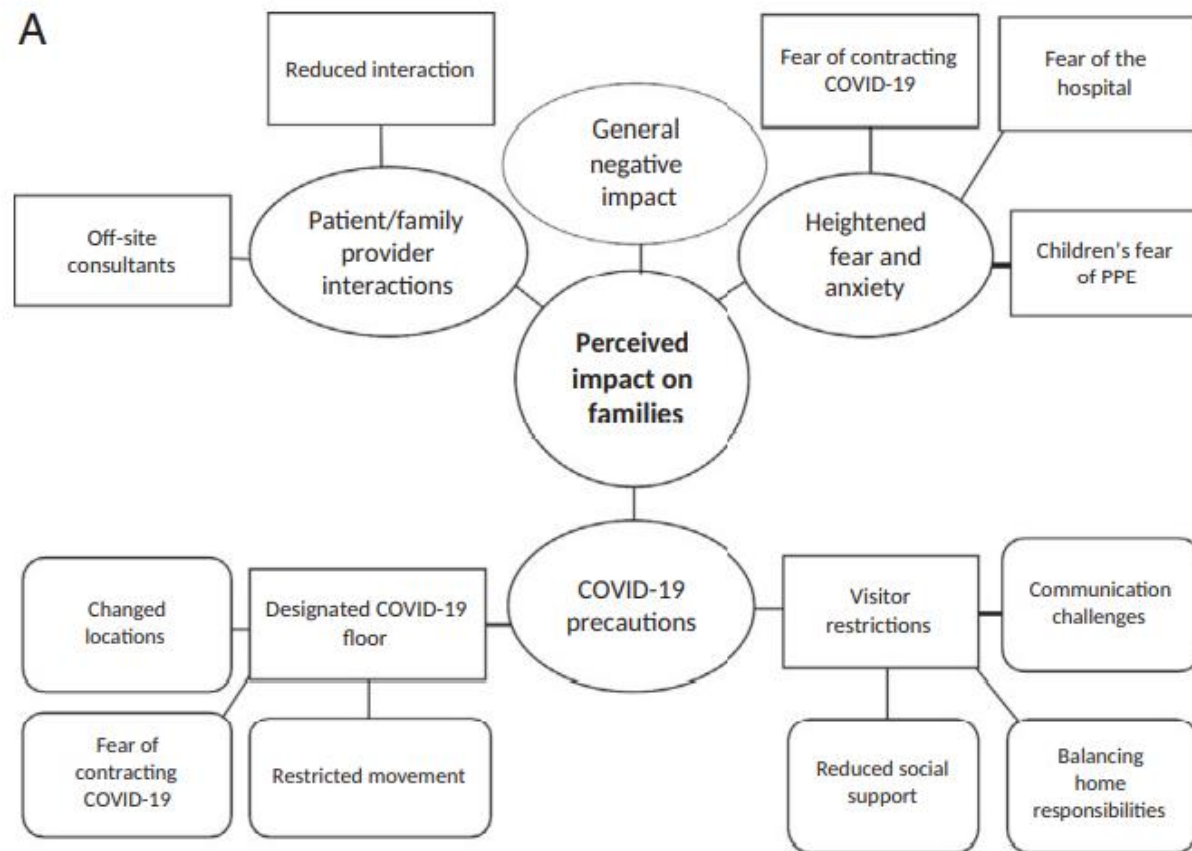 A
Reduced interaction
Fear of contracting
COVID-19
Fear of the
hospital
General
negative
impact
Off-site
consultants
Patient/family
provider
interactions
Heightened
fear and
anxiety
Children's fear
of PPE
Perceived
impact on
families
Changed
locations
Designated COVID-19
floor
COVID-19
precautions
Visitor
restrictions
Communication
challenges
Fear of
contracting
COVID-19
Restricted movement
Reduced social
support
Balancing
home
responsibilities